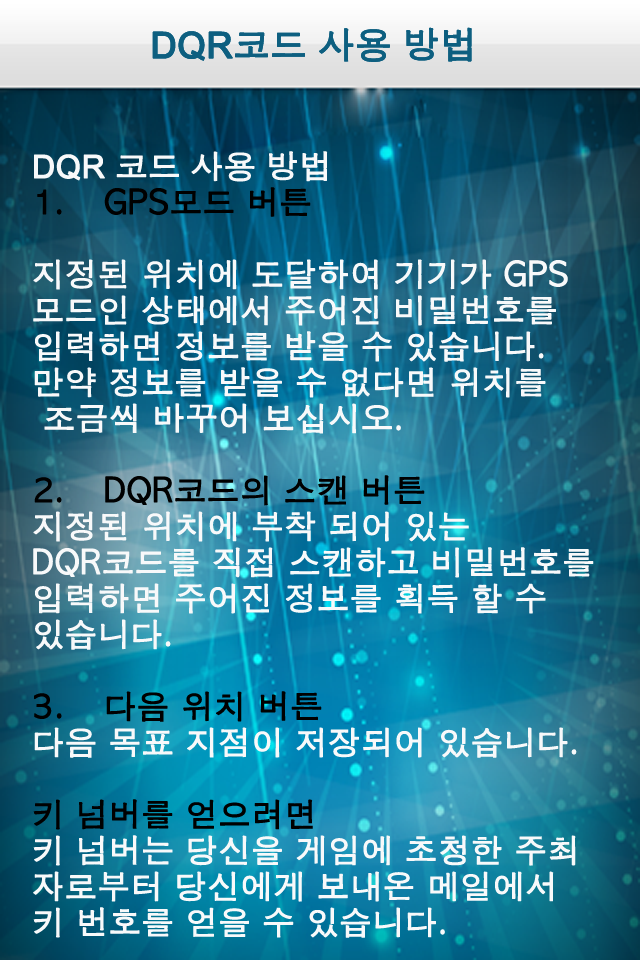 DQR코드 사용 방법
DQR 코드 사용 방법
1. GPS모드 버튼
지정된 위치에 도달하여 기기가 GPS
모드인 상태에서 주어진 비밀번호를
입력하면 정보를 받을 수 있습니다.
만약 정보를 받을 수 없다면 위치를
조금씩 바꾸어 보십시오.
2. DQR코드의 스캔 버튼
지정된 위치에 부착 되어 있는
DQR코드를 직접 스캔하고 비밀번호를
입력하면 주어진 정보를 획득 할 수
있습니다.
3. 다음 위치 버튼
다음 목표 지점이 저장되어 있습니다.
키 넘버를 얻으려면
키 넘버는 당신을 게임에 초청한 주최
자로부터 당신에게 보내온 메일에서
키 번호를 얻을 수 있습니다.